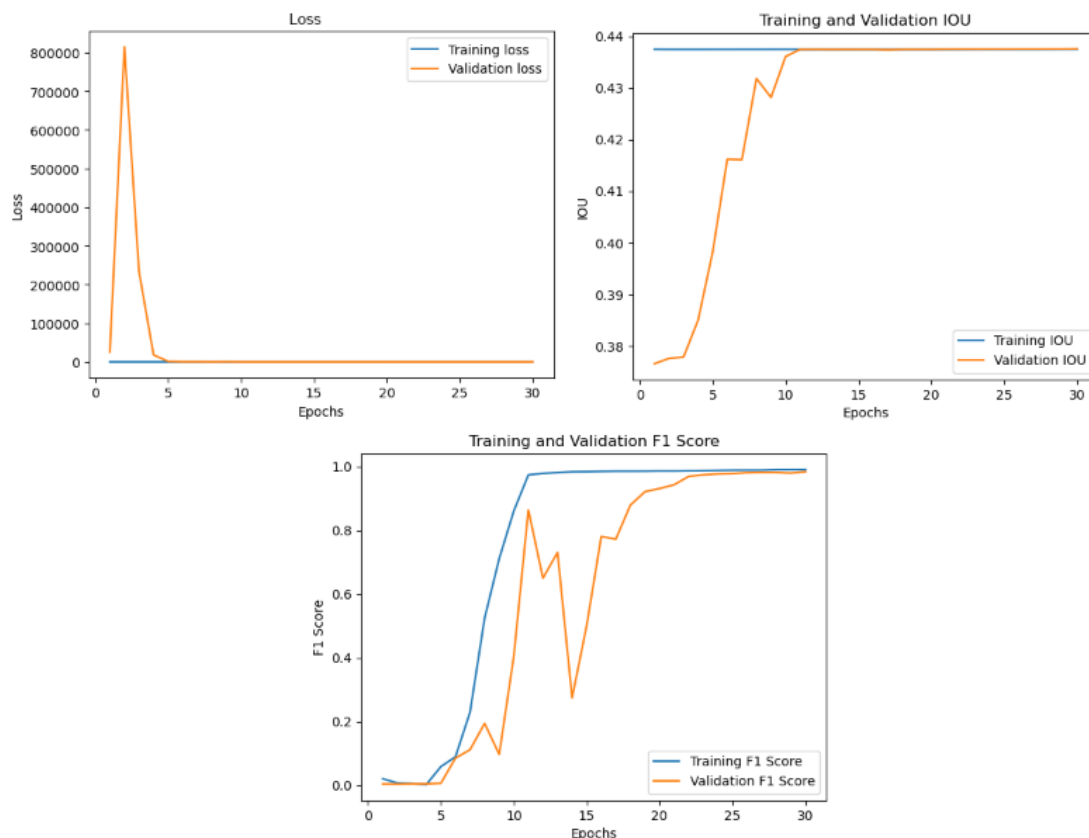 Loss
800000
700000
600000
500000
400000
300000
200000
100000
0
Loss
Training loss
Validation loss
0 5 10 15 20 25 30
Epochs
Training and Validation IOU
0.44
0.43
0.42
0.41
0.40
0.39
0.38
IOU
Training IOU
Validation IOU
0 5 10 15 20 25 30
Epochs
Training and Validation F1 Score
1.0
0.8
0.6
0.4
0.2
0.0
F1 Score
Training F1 Score
Validation F1 Score
0 5 10 15 20 25 30
Epochs